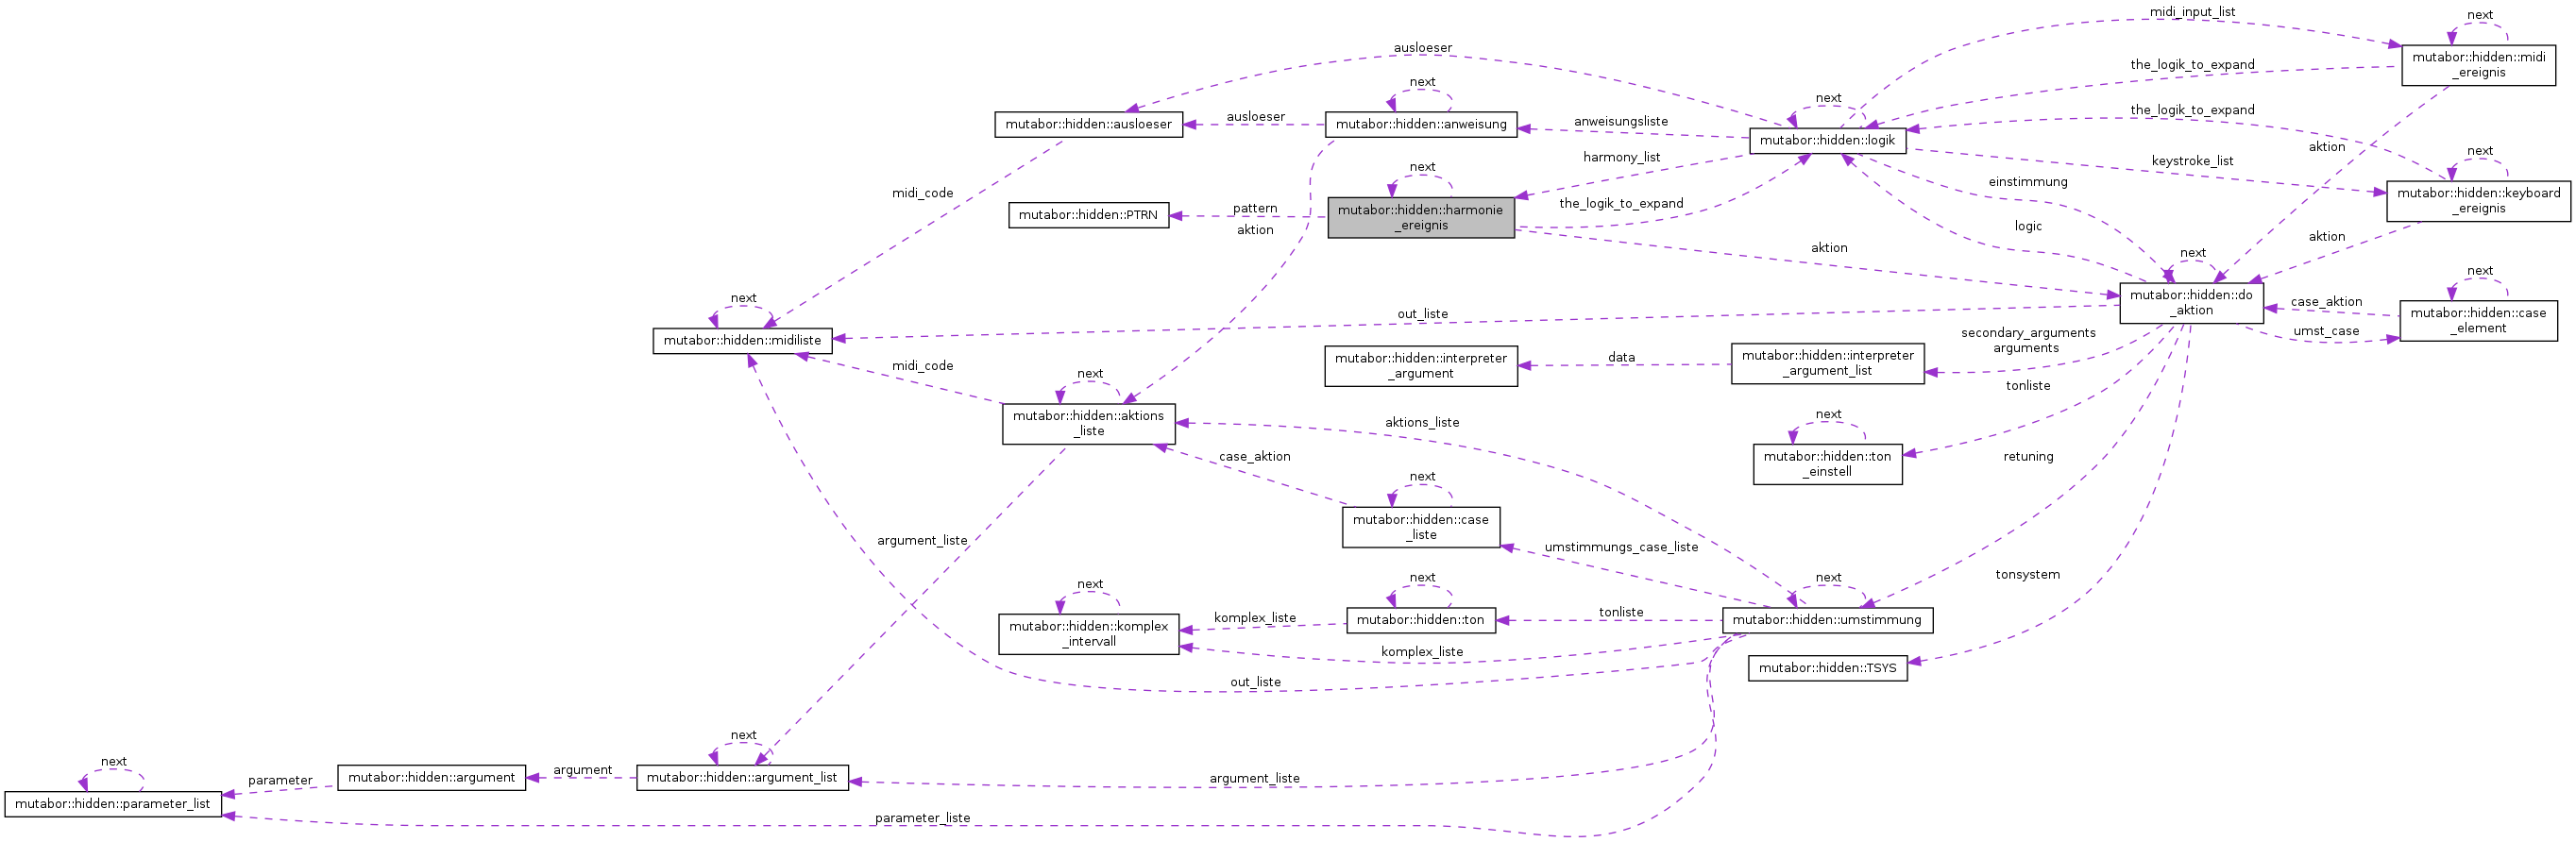 midi_input_list
next
ausloeser
mutabor::hidden::midi
_ereignis
the_logik_to_expand
next
next
the_logik_to_expand
mutabor::hidden::ausloeser
ausloeser
mutabor::hidden::anweisung
anweisungsliste
mutabor::hidden::logik
aktion
next
harmony_list
keystroke_list
next
midi_code
einstimmung
mutabor::hidden::keyboard
_ereignis
mutabor::hidden::PTRN
pattern
mutabor::hidden::harmonie
_ereignis
the_logik_to_expand
aktion
logic
aktion
aktion
next
next
next
mutabor::hidden::do
_aktion
case_aktion
mutabor::hidden::case
_element
out_liste
umst_case
mutabor::hidden::midiliste
secondary_arguments
arguments
mutabor::hidden::interpreter
_argument
data
mutabor::hidden::interpreter
_argument_list
midi_code
next
tonliste
mutabor::hidden::aktions
_liste
aktions_liste
next
mutabor::hidden::ton
_einstell
case_aktion
retuning
next
mutabor::hidden::case
_liste
argument_liste
umstimmungs_case_liste
tonsystem
next
next
next
mutabor::hidden::komplex
_intervall
komplex_liste
mutabor::hidden::ton
tonliste
mutabor::hidden::umstimmung
komplex_liste
mutabor::hidden::TSYS
out_liste
next
next
mutabor::hidden::parameter_list
parameter
mutabor::hidden::argument
argument
mutabor::hidden::argument_list
argument_liste
parameter_liste